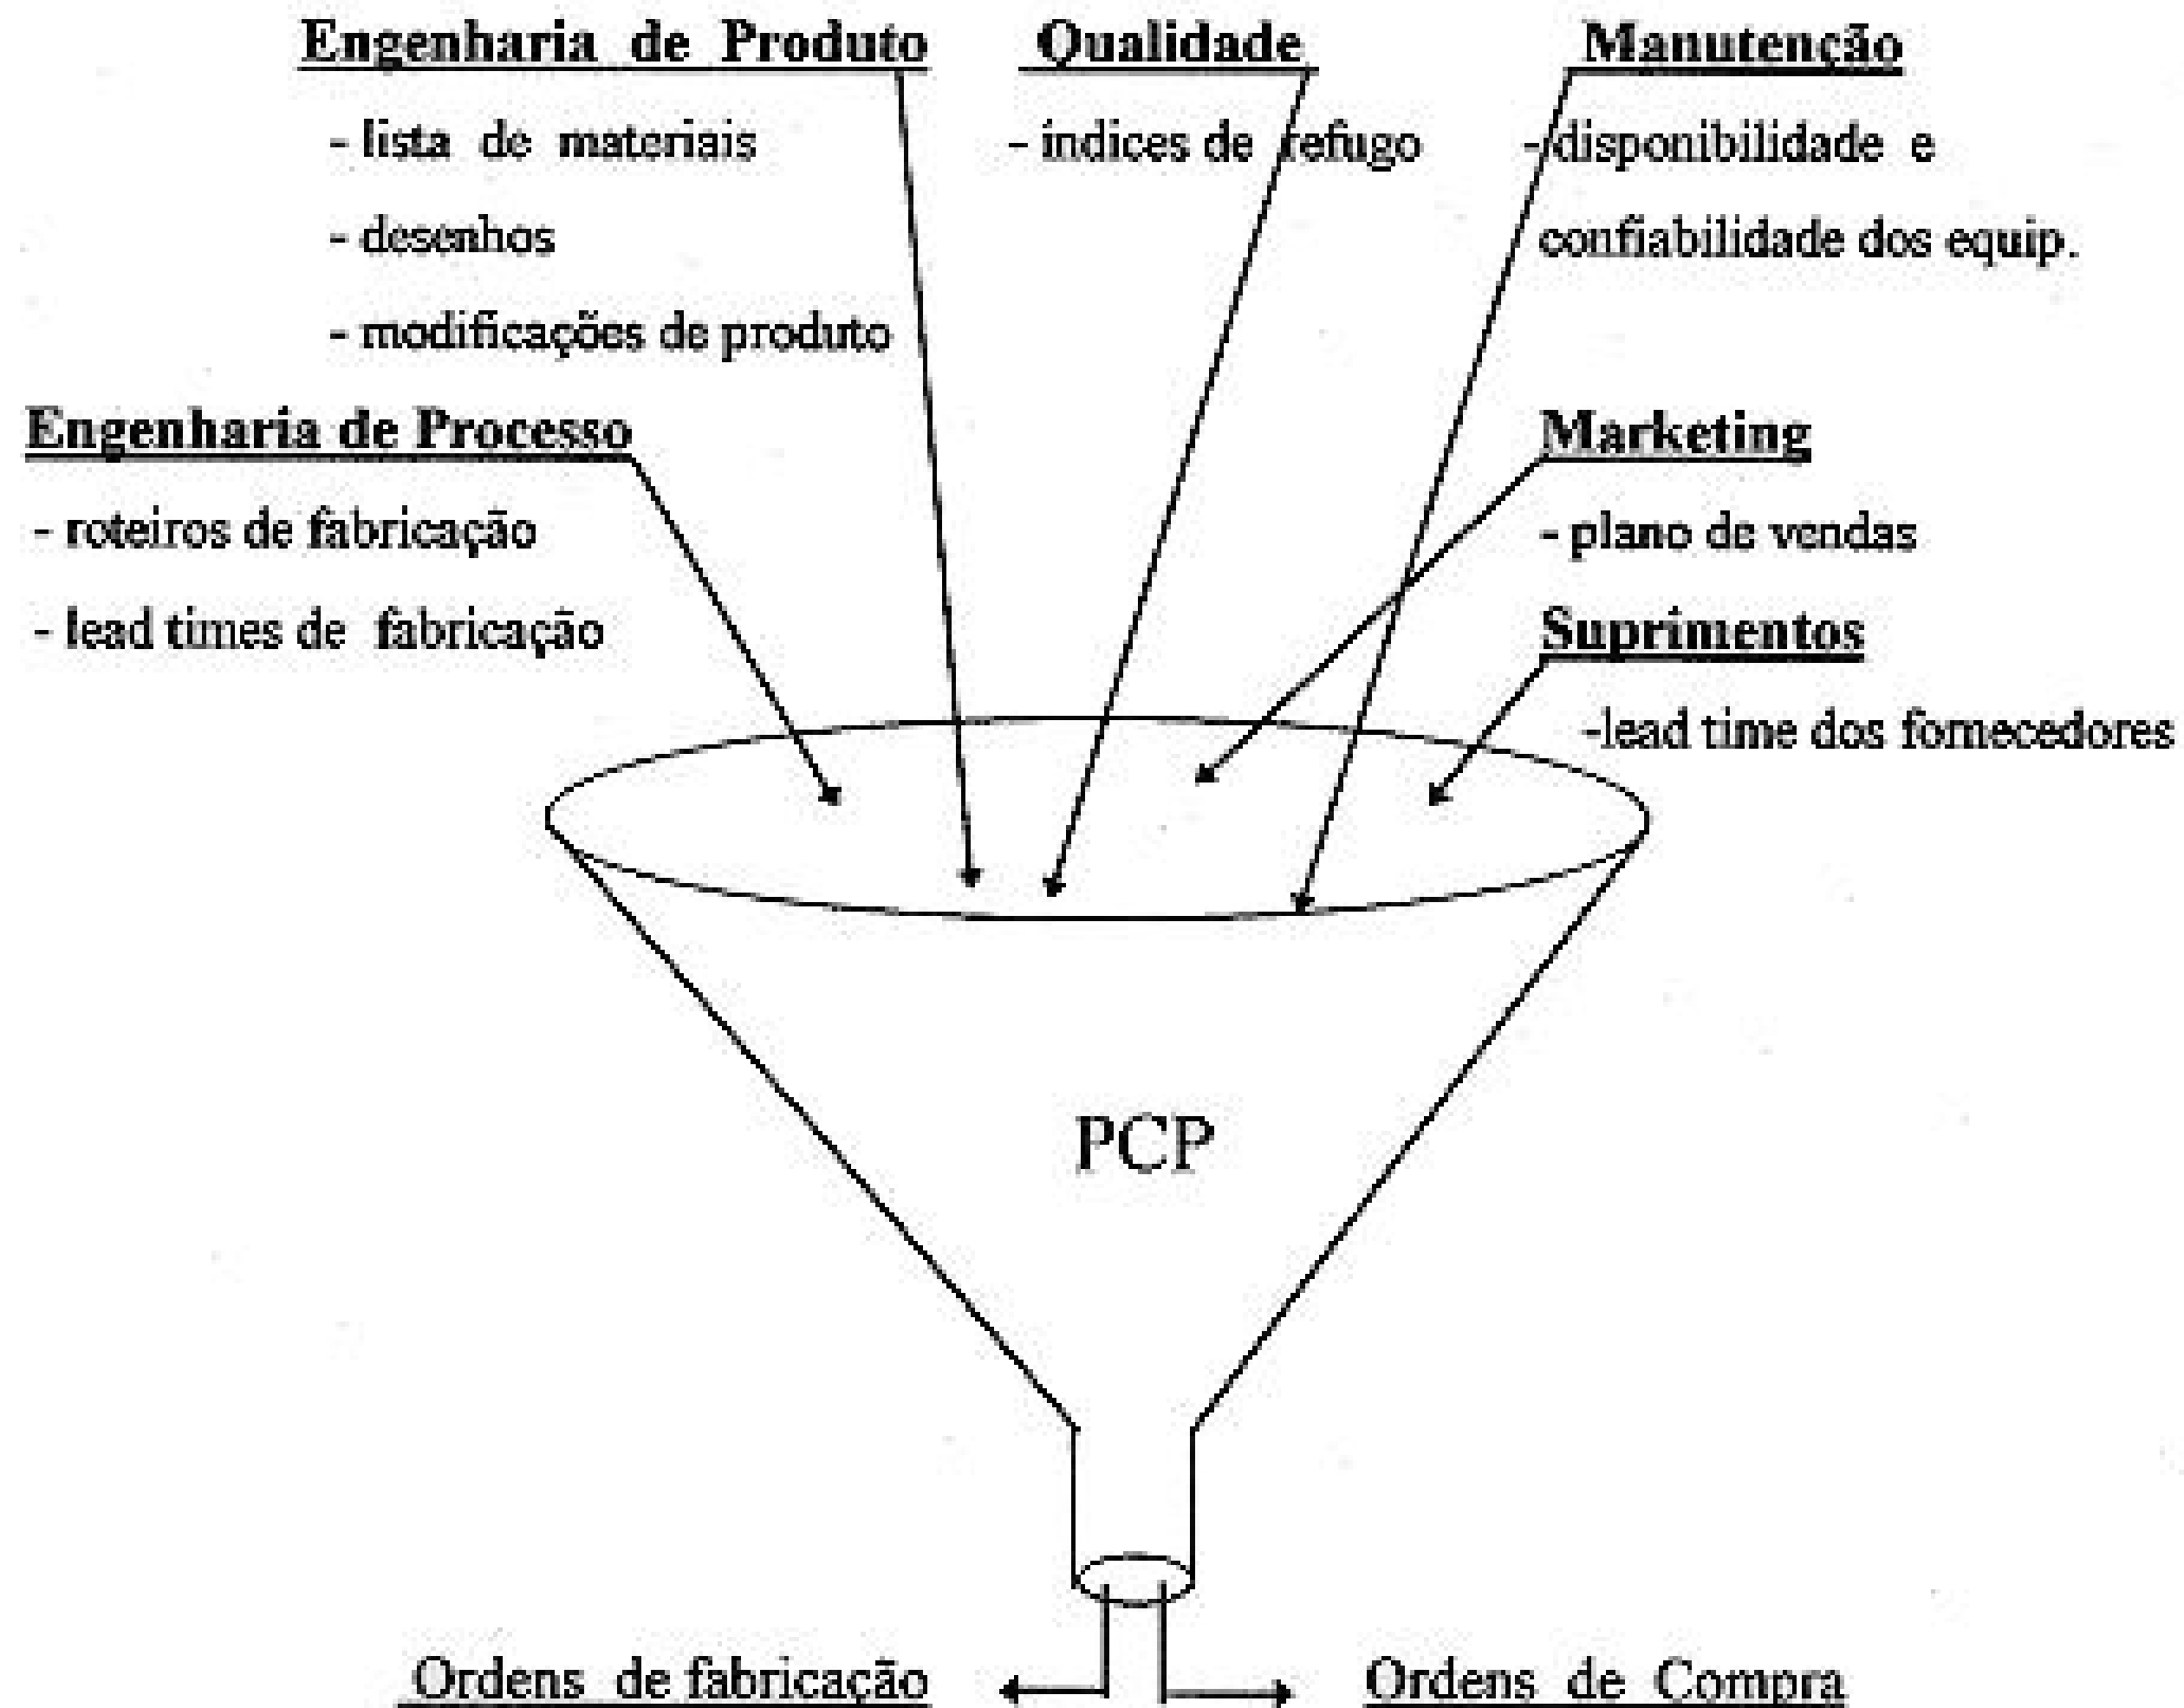 Engenharia de Produto
- lista de materiais
- desenhos
- modificações de produto
Qualidade
- índices de refugo
Manutenção
- disponibilidade e
confiabilidade dos equip.
Engenharia de Processo
- roteiros de fabricação
- lead times de fabricação
Marketing
- plano de vendas
Suprimentos
-lead time dos fornecedores
PCP
Ordens de fabricação
Ordens de Compra